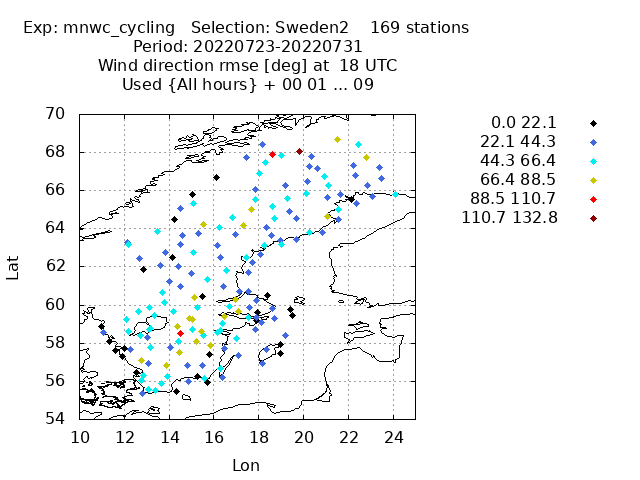 Exp: mnwc_cycling   Selection: Sweden2    169 stations
Period: 20220723-20220731
Wind direction rmse [deg] at  18 UTC
Used {All hours} + 00 01 ... 09
0.0 22.1
22.1 44.3
44.3 66.4
66.4 88.5
88.5 110.7
110.7 132.8
70
68
66
64
62
60
58
56
54
Lat
10 12 14 16 18 20 22 24
Lon